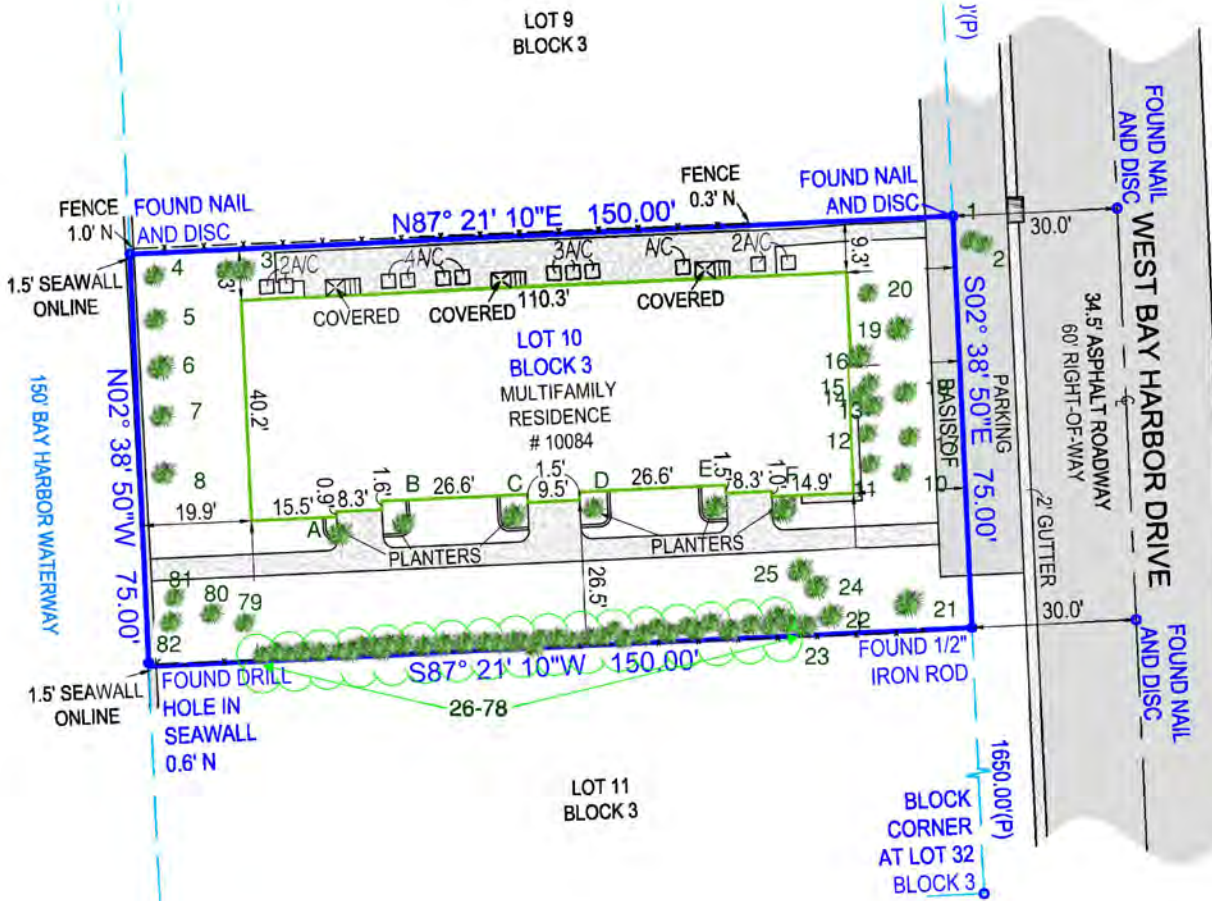 LOT 9
BLOCK 3
)'(P)
FENCE
1.0' N
FOUND NAIL
AND DISC
1.5' SEAWALL
ONLINE
N87° 21' 10"E 150.00'
FENCE
0.3' N
FOUND NAIL
AND DISC
1
2
30.0'
FOUND NAIL
AND DISC
WEST BAY HARBOR DRIVE
34.5' ASPHALT ROADWAY
60' RIGHT-OF-WAY
4
3
2A/C
4A/C
3A/C
A/C
2A/C
9.3'
COVERED
COVERED
COVERED
110.3'
LOT 10
BLOCK 3
MULTIFAMILY
RESIDENCE
# 10084
40.2'
5
6
7
8
20
19
16
15
13
12
11
10
S02° 38' 50"E 75.00'
BASIS OF
PARKING
2' GUTTER
150' BAY HARBOR WATERWAY
N02° 38' 50"W 75.00'
19.9'
15.5'
0.9'
8.3'
1.6'
26.6'
1.5'
9.5'
26.6'
1.5'
8.3'
1.0'
14.9'
A
B
C
D
E
F
PLANTERS
PLANTERS
26.5'
25
24
22
23
21
81
80
79
82
30.0'
S87° 21' 10"W 150.00'
26-78
1.5' SEAWALL
ONLINE
FOUND DRILL
HOLE IN
SEAWALL
0.6' N
FOUND 1/2"
IRON ROD
FOUND NAIL
AND DISC
LOT 11
BLOCK 3
1650.00'(P)
BLOCK
CORNER
AT LOT 32
BLOCK 3